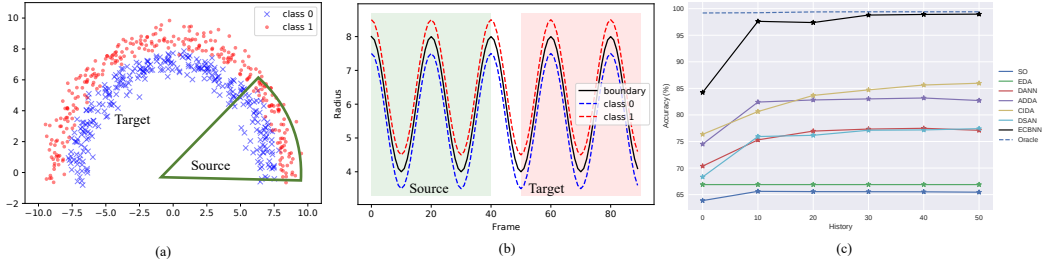 class 0
class 1
Target
Source
10
8
6
4
2
0
−2
−10.0
−7.5
−5.0
−2.5
0.0
2.5
5.0
7.5
10.0
(a)
Radius
8
7
6
5
4
boundary
class 0
class 1
Source
Target
0
20
40
60
80
Frame
(b)
Accuracy (%)
100
95
90
85
80
75
70
65
0
10
20
30
40
50
History
SO
EDA
DANN
ADDA
CIDA
DSAN
ECBNN
Oracle
(c)